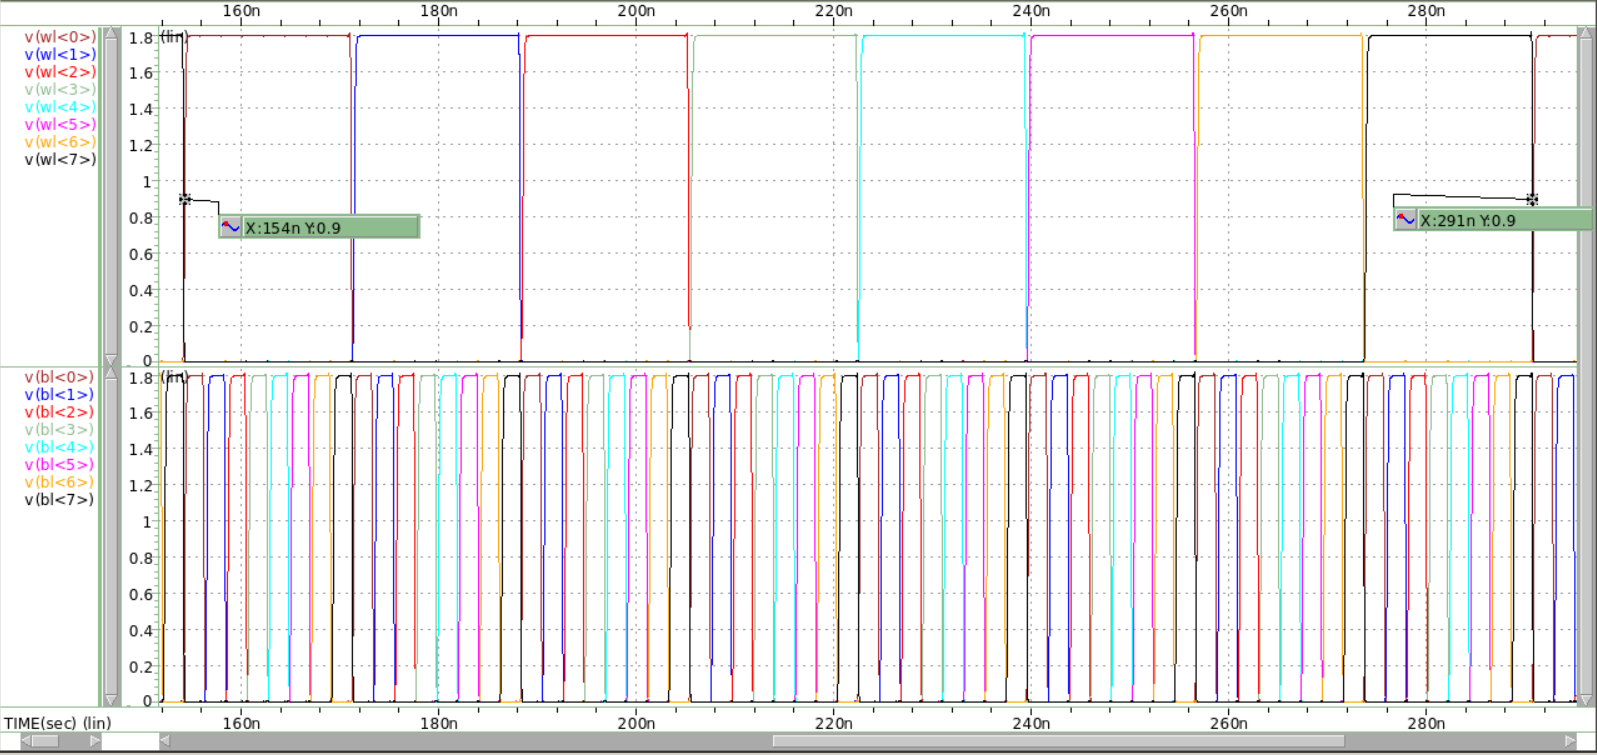 160n 180n 200n 220n 240n 260n 280n
v(wl<0>)
v(wl<1>)
v(wl<2>)
v(wl<3>)
v(wl<4>)
v(wl<5>)
v(wl<6>)
v(wl<7>)
1.8 (lin)
1.6
1.4
1.2
1
0.8
0.6
0.4
0.2
0
X:154n Y:0.9
X:291n Y:0.9
v(bl<0>)
v(bl<1>)
v(bl<2>)
v(bl<3>)
v(bl<4>)
v(bl<5>)
v(bl<6>)
v(bl<7>)
1.8 (lin)
1.6
1.4
1.2
1
0.8
0.6
0.4
0.2
0
TIME(sec) (lin) 160n 180n 200n 220n 240n 260n 280n